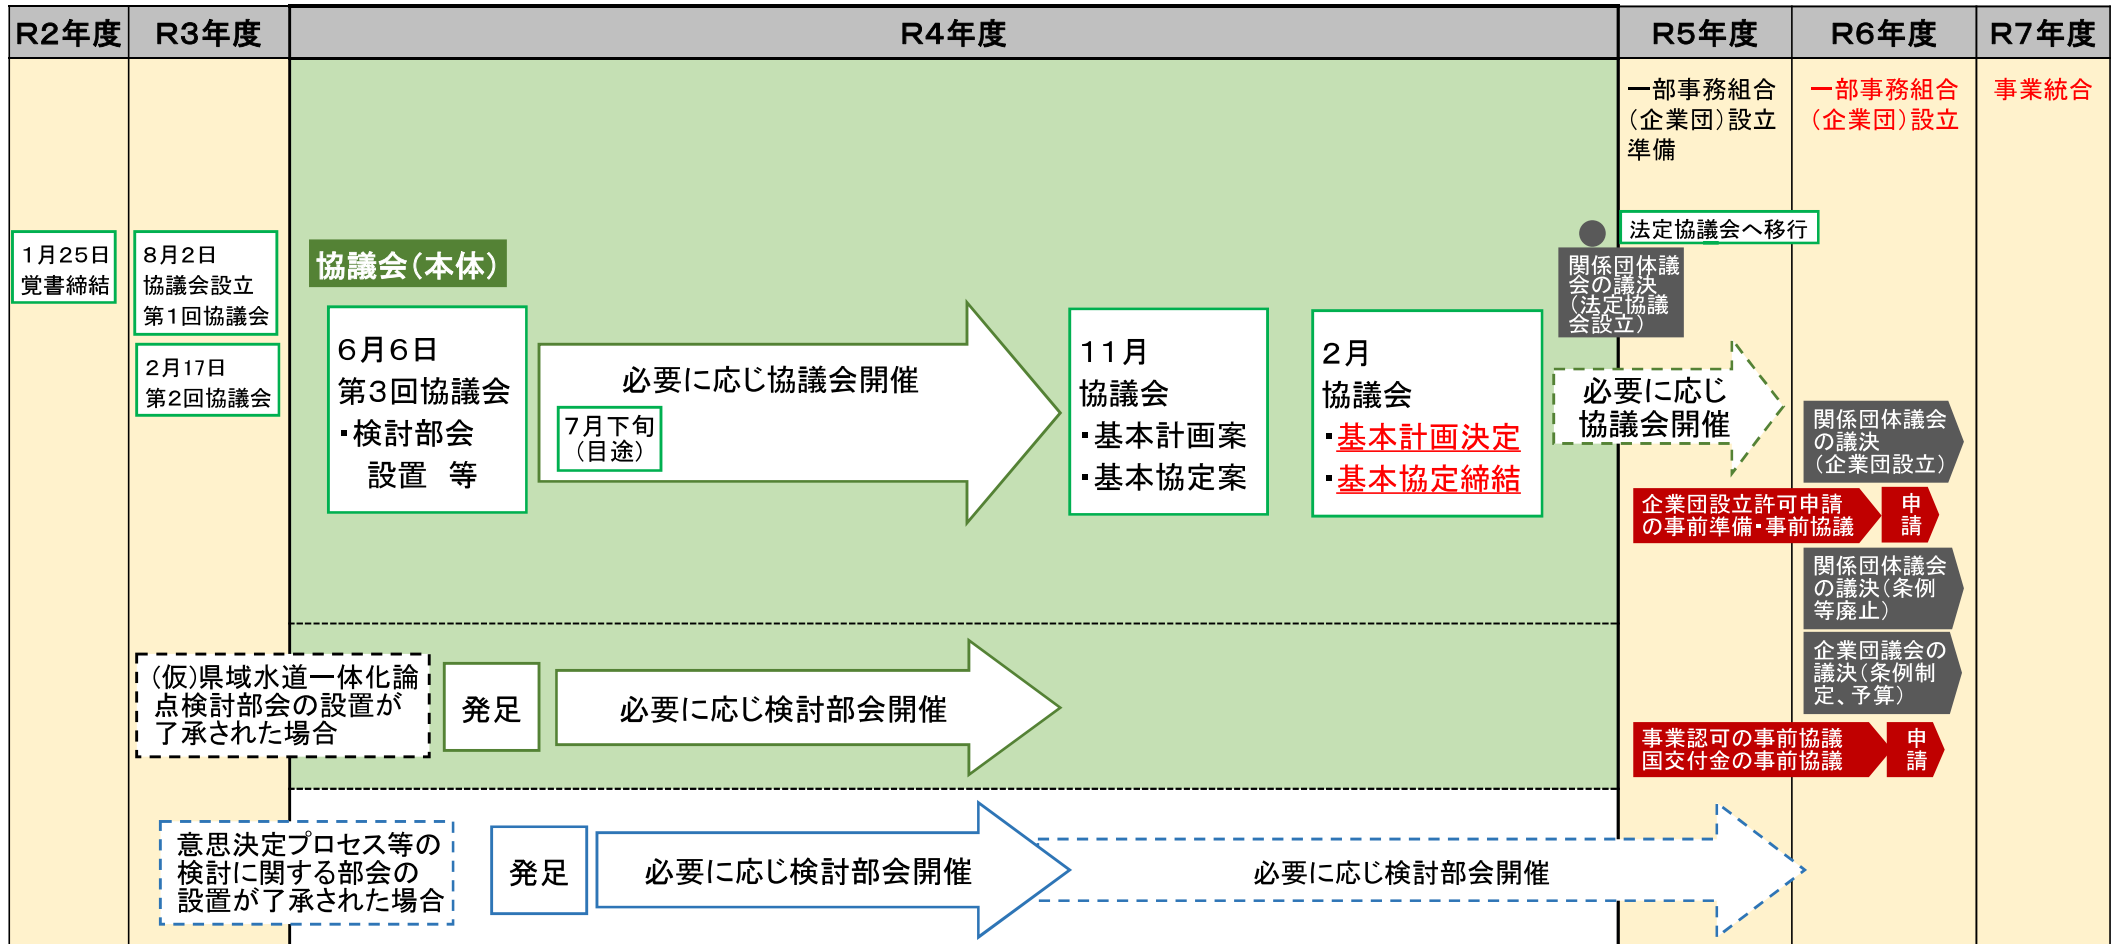 R2年度
R3年度
R4年度
R5年度
R6年度
R7年度
一部事務組合
（企業団）設立
準備
一部事務組合
（企業団）設立
事業統合
1月25日
覚書締結
8月2日
協議会設立
第1回協議会
2月17日
第2回協議会
協議会（本体）
6月6日
第3回協議会
・検討部会
設置　等
必要に応じ協議会開催
7月下旬
（目途）
11月
協議会
・基本計画案
・基本協定案
2月
協議会
・基本計画決定
・基本協定締結
法定協議会へ移行
関係団体議
会の議決
（法定協議
会設立）
必要に応じ
協議会開催
関係団体議会
の議決
（企業団設立）
企業団設立許可申請
の事前準備・事前協議
申
請
関係団体議会
の議決（条例
等廃止）
企業団議会の
議決（条例制
定、予算）
事業認可の事前協議
国交付金の事前協議
申
請
（仮）県域水道一体化論
点検討部会の設置が
了承された場合
発足
必要に応じ検討部会開催
意思決定プロセス等の
検討に関する部会の
設置が了承された場合
発足
必要に応じ検討部会開催
必要に応じ検討部会開催